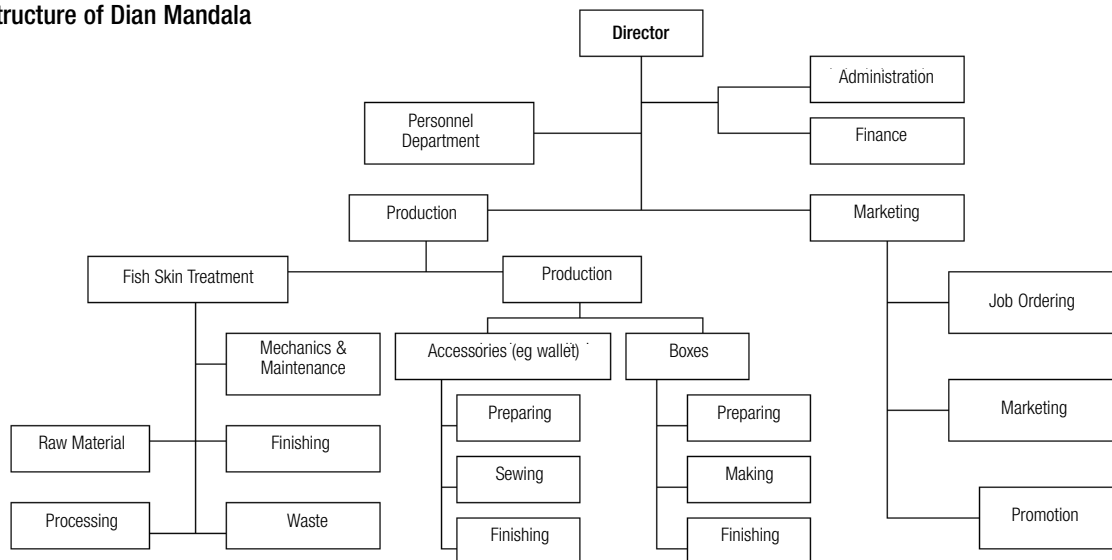 tructure of Dian Mandala
Director
Administration
Personnel
Department
Finance
Production
Marketing
Fish Skin Treatment
Production
Job Ordering
Mechanics &
Maintenance
Accessories (eg wallet)
Boxes
Preparing
Preparing
Marketing
Raw Material
Finishing
Sewing
Making
Processing
Waste
Finishing
Finishing
Promotion